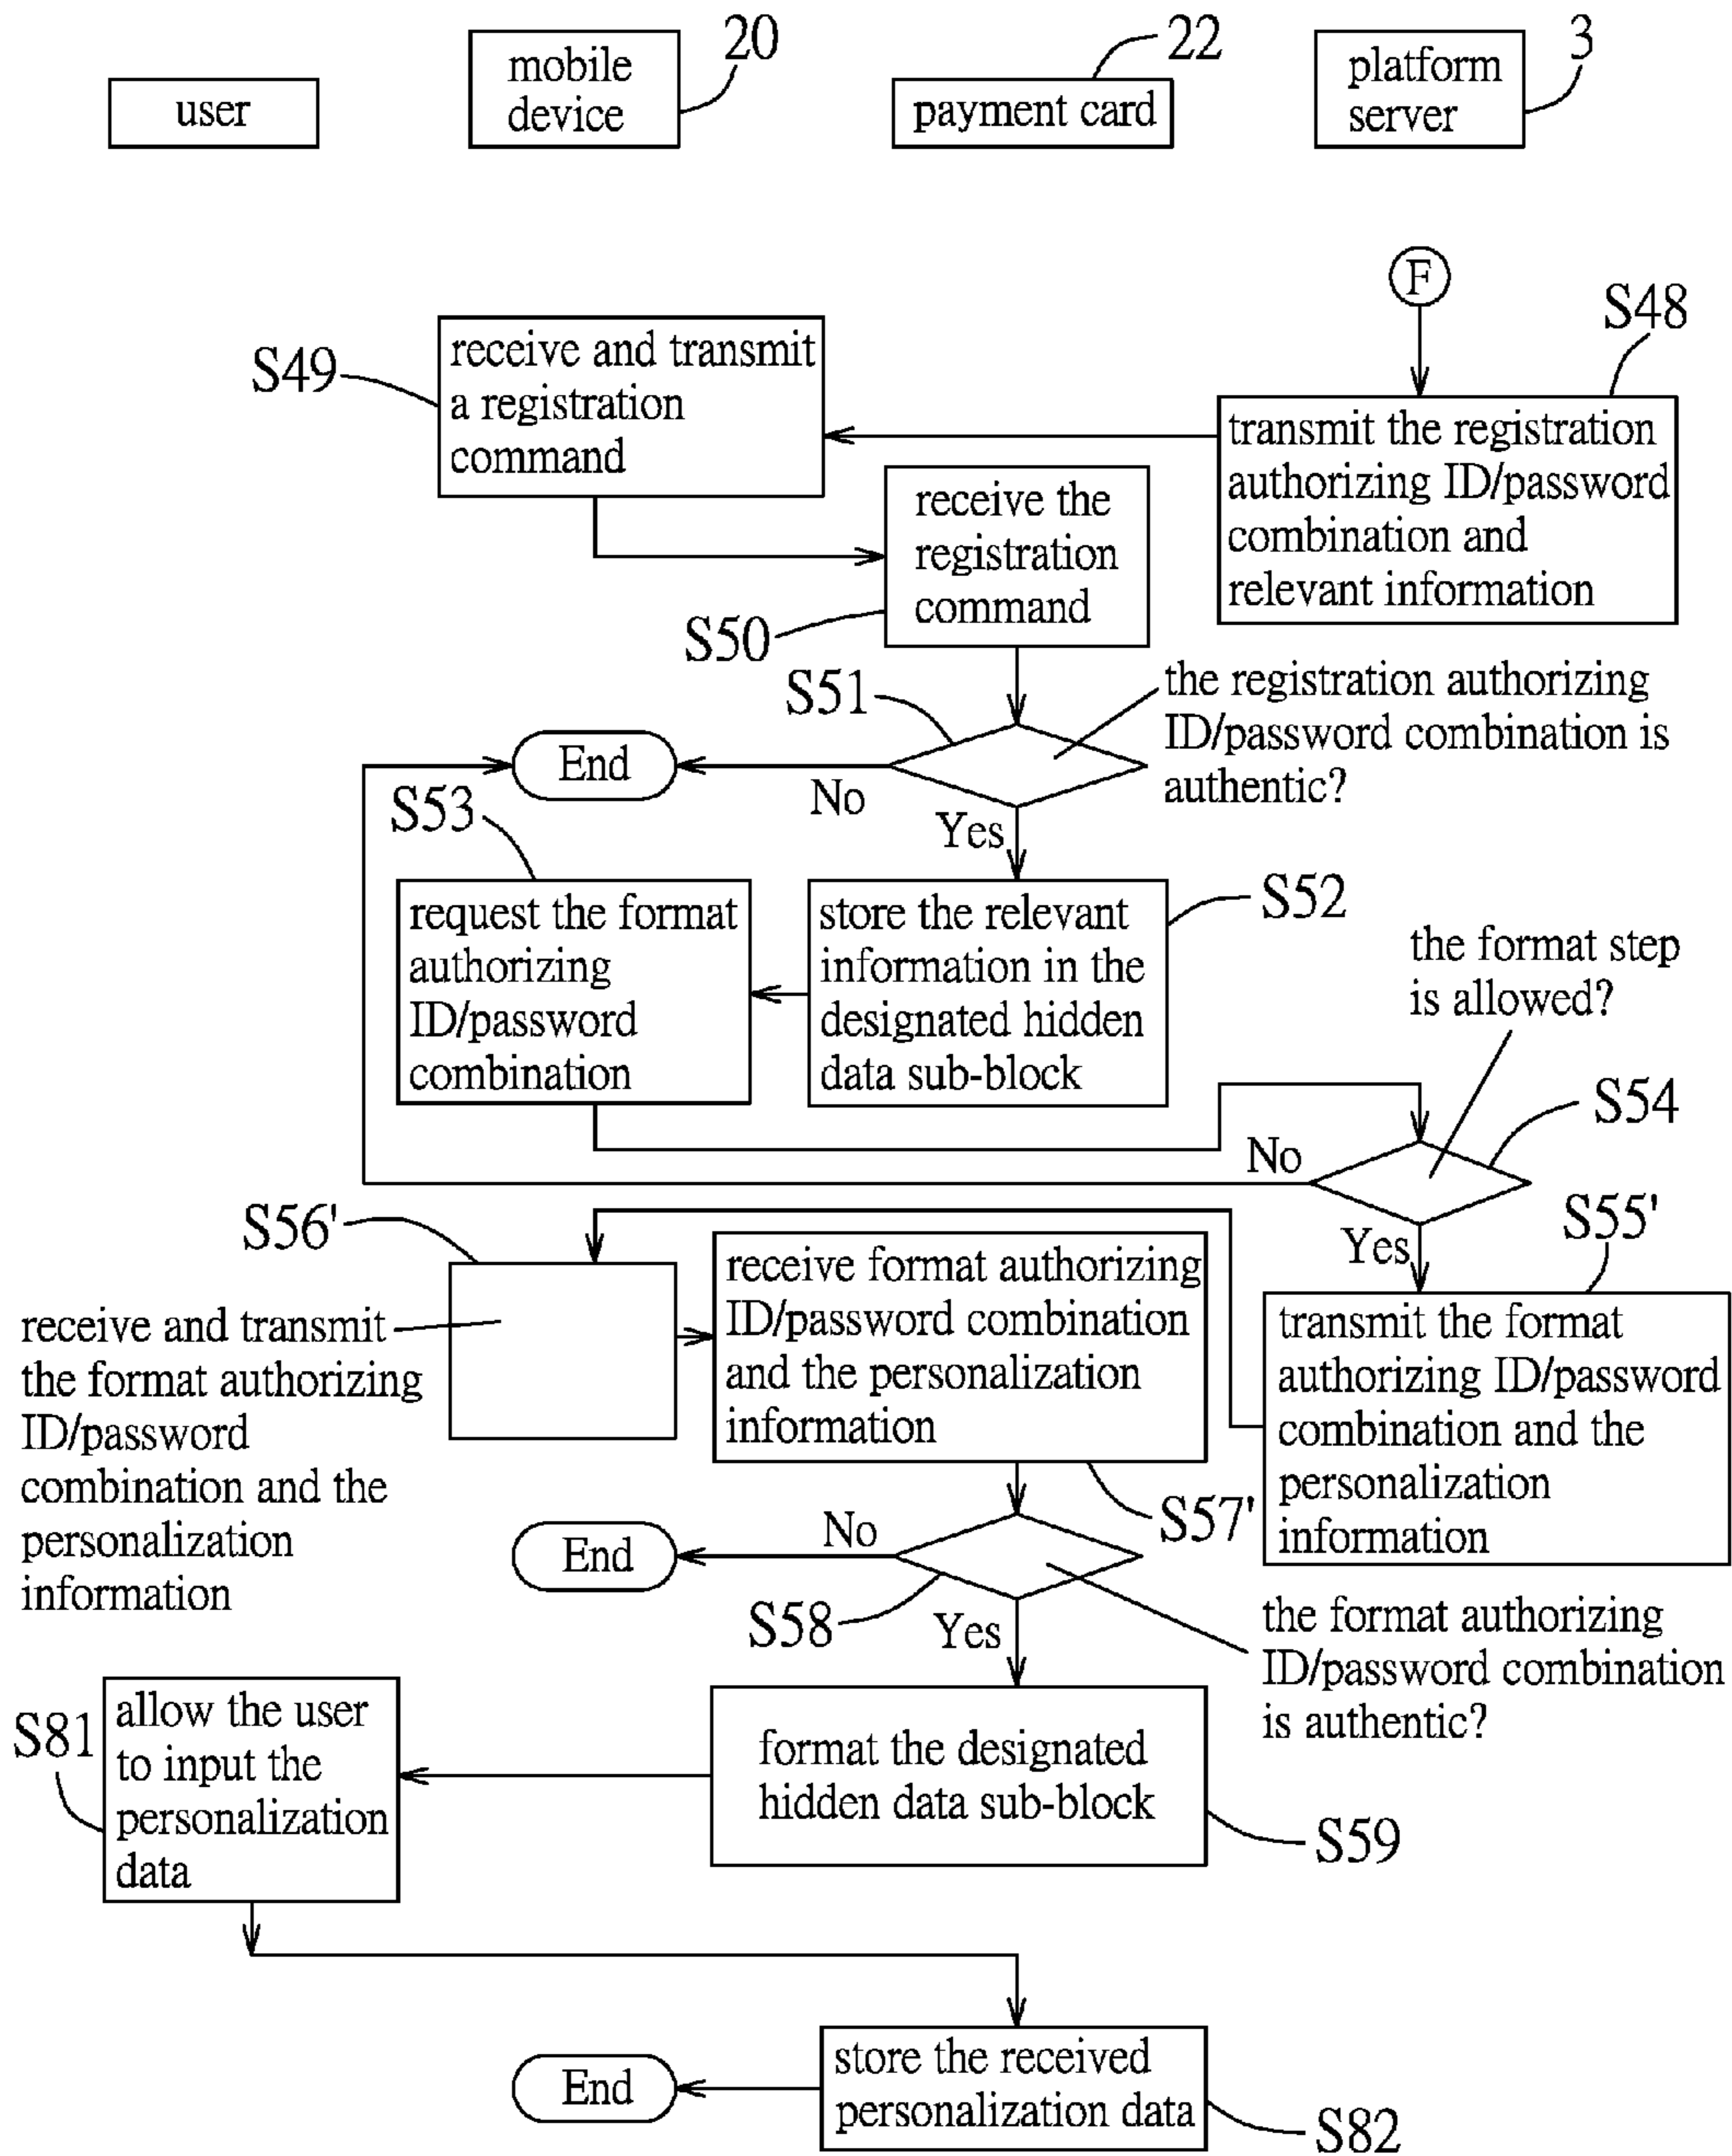 20
22
3
user
mobile
device
payment card
platform
server
F
S48
S49
receive and transmit
a registration
command
transmit the registration
authorizing ID/password
combination and
relevant information
receive the
registration
command
S50
S51
the registration authorizing
ID/password combination is
authentic?
End
No
Yes
S53
request the format
authorizing
ID/password
combination
store the relevant
information in the
designated hidden
data sub-block
S52
the format step
is allowed?
S54
No
Yes
S55'
S56'
receive and transmit
the format authorizing
ID/password
combination and the
personalization
information
receive format authorizing
ID/password combination
and the personalization
information
transmit the format
authorizing ID/password
combination and the
personalization
information
S57'
End
No
S58
Yes
the format authorizing
ID/password combination
is authentic?
S81
allow the user
to input the
personalization
data
format the designated
hidden data sub-block
S59
End
store the received
personalization data
S82